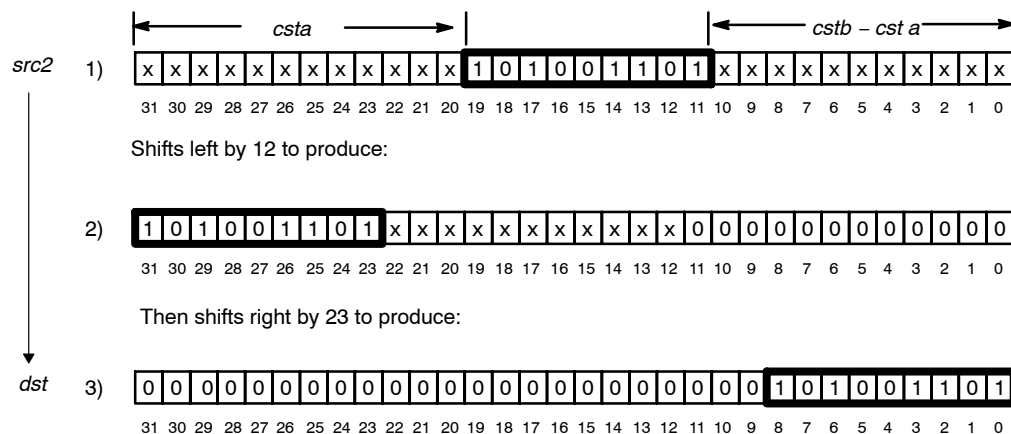 csta cstb – cst a
src2 1) x x x x x x x x x x x x 1 0 1 0 0 1 1 0 1 x x x x x x x x x x x
31 30 29 28 27 26 25 24 23 22 21 20 19 18 17 16 15 14 13 12 11 10 9 8 7 6 5 4 3 2 1 0
Shifts left by 12 to produce:
2) 1 0 1 0 0 1 1 0 1 x x x x x x x x x x x 0 0 0 0 0 0 0 0 0 0 0 0
31 30 29 28 27 26 25 24 23 22 21 20 19 18 17 16 15 14 13 12 11 10 9 8 7 6 5 4 3 2 1 0
Then shifts right by 23 to produce:
dst 3) 0 0 0 0 0 0 0 0 0 0 0 0 0 0 0 0 0 0 0 0 0 0 0 1 0 1 0 0 1 1 0 1
31 30 29 28 27 26 25 24 23 22 21 20 19 18 17 16 15 14 13 12 11 10 9 8 7 6 5 4 3 2 1 0